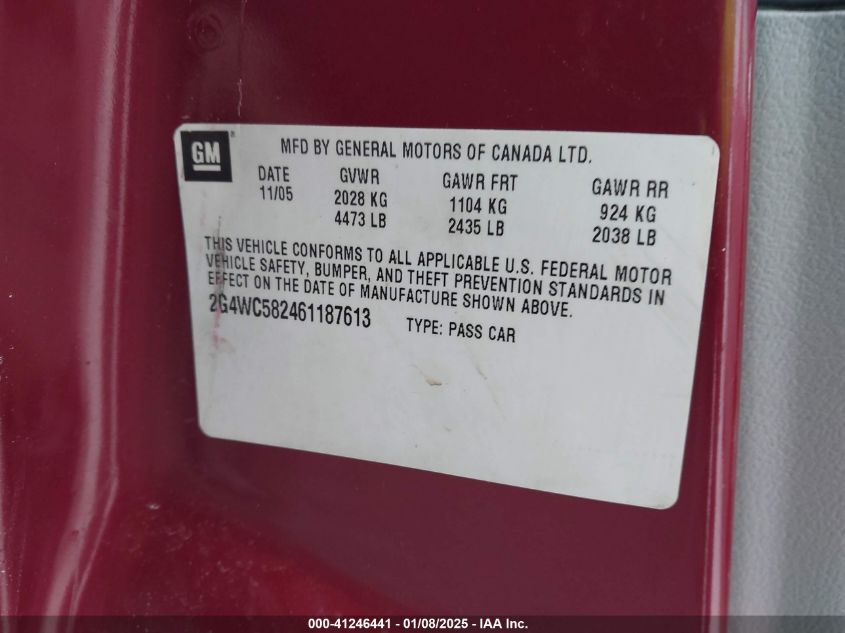 GM
MFD BY GENERAL MOTORS OF CANADA LTD.
DATE GVWR GAWR FRT GAWR RR
11/05 2028 KG 1104 KG 924 KG
4473 LB 2435 LB 2038 LB
THIS VEHICLE CONFORMS TO ALL APPLICABLE U.S. FEDERAL MOTOR
VEHICLE SAFETY, BUMPER, AND THEFT PREVENTION STANDARDS IN
EFFECT ON THE DATE OF MANUFACTURE SHOWN ABOVE.
2G4WC582461187613 TYPE: PASS CAR
000-41246441 - 01/08/2025 - IAA Inc.